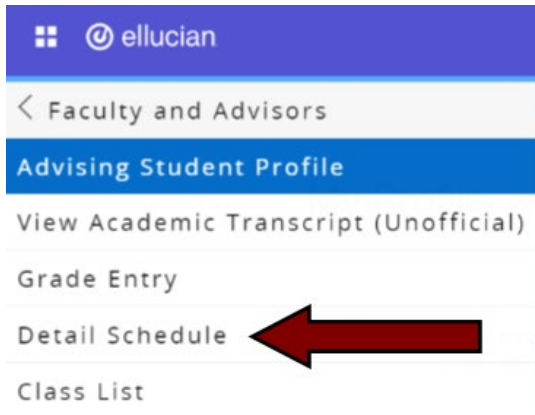 ellucian
Faculty and Advisors
Advising Student Profile
View Academic Transcript (Unofficial)
Grade Entry
Detail Schedule
Class List